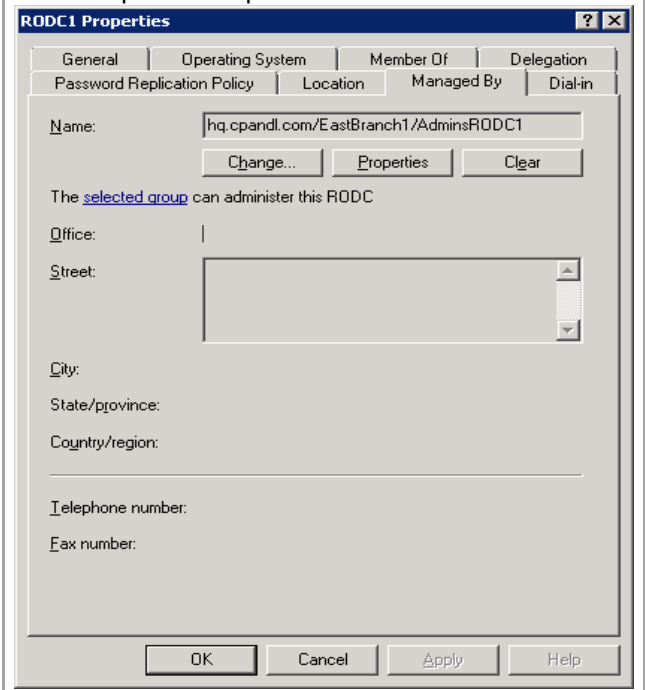 RODC1 Properties
General Operating System Member Of Delegation
Password Replication Policy Location Managed By Dial-in
Name: hq.cpandl.com/EastBranch1/AdminsRODC1
Change... Properties Clear
The selected group can administer this RODC
Office:
Street:
City:
State/province:
Country/region:
Telephone number:
Fax number:
OK Cancel Apply Help